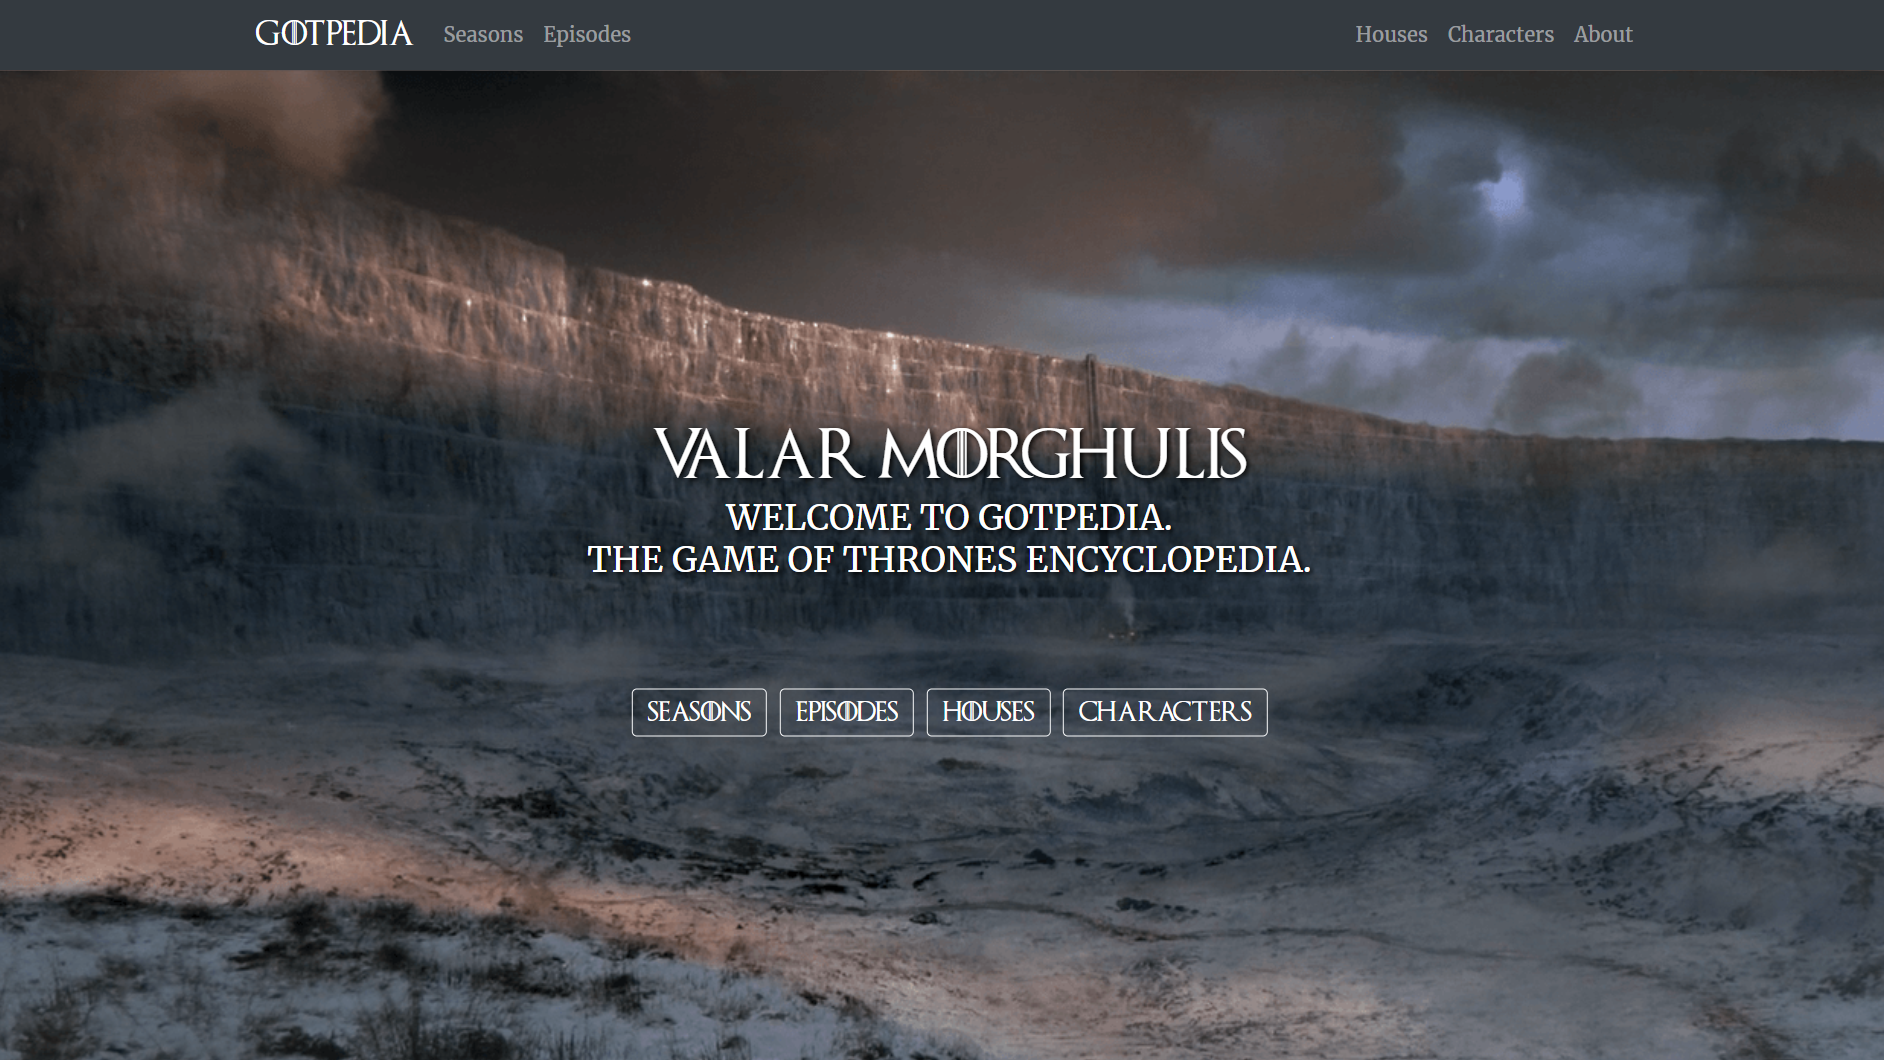 GOTPEDIA Seasons Episodes Houses Characters About
VALAR MORGHULIS
WELCOME TO GOTPEDIA.
THE GAME OF THRONES ENCYCLOPEDIA.
SEASONS EPISODES HOUSES CHARACTERS